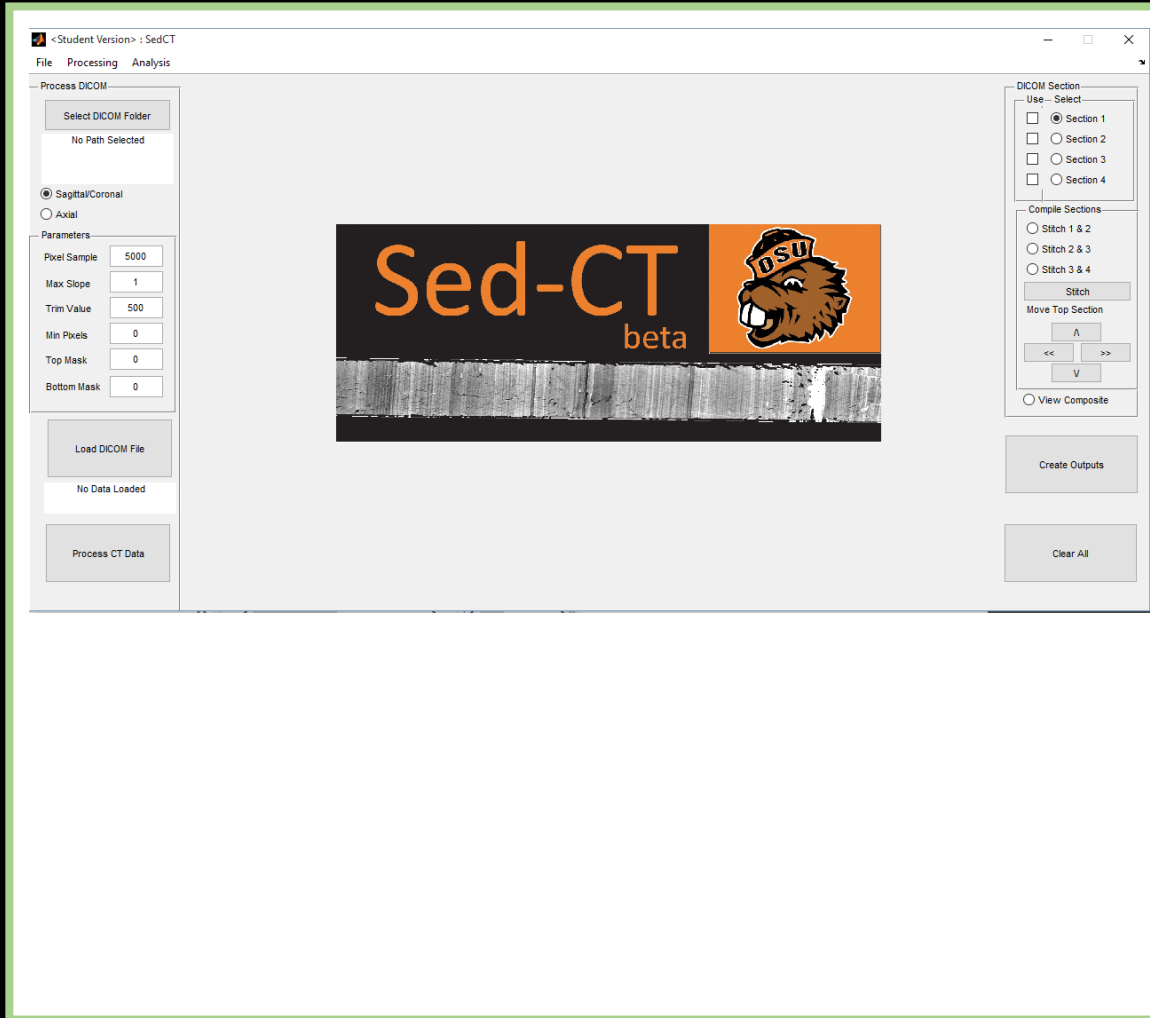 <Student Version> : SedCT
File Processing Analysis
Process DICOM
Select DICOM Folder
No Path Selected
Sagittal/Coronal
Axial
Parameters
Pixel Sample 5000
Max Slope 1
Trim Value 500
Min Pixels 0
Top Mask 0
Bottom Mask 0
Load DICOM File
No Data Loaded
Process CT Data
Sed-CT
beta
OSU
DICOM Section
Use Select
Section 1
Section 2
Section 3
Section 4
Compile Sections
Stitch 1 & 2
Stitch 2 & 3
Stitch 3 & 4
Stitch
Move Top Section
/\
<< >>
\/
View Composite
Create Outputs
Clear All